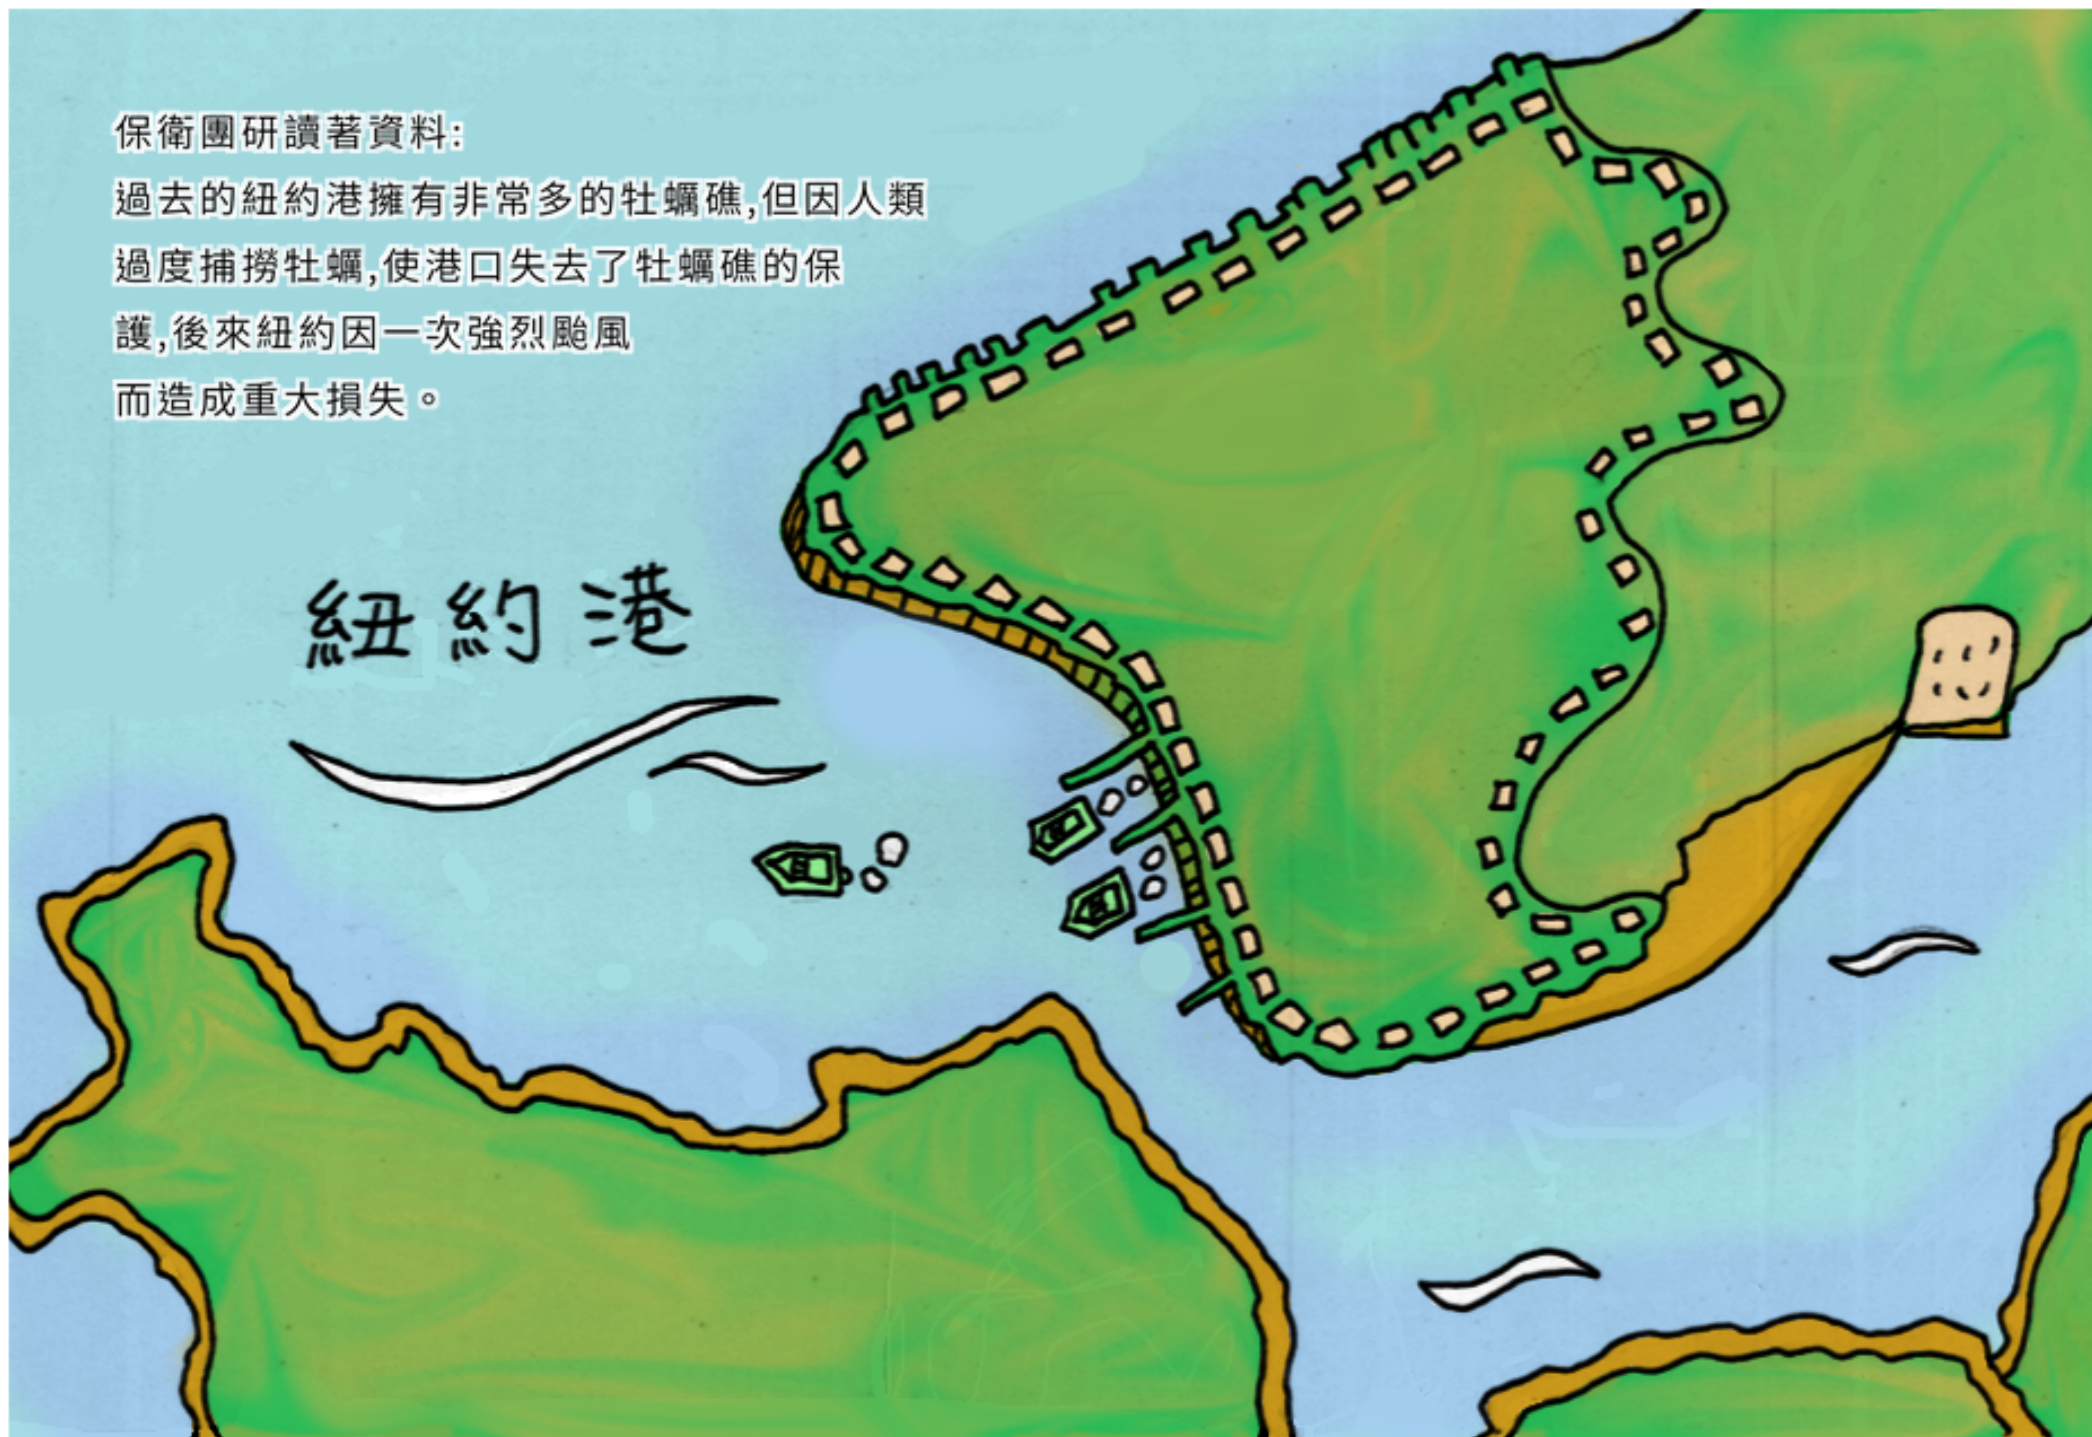 保衛團研讀著資料:
過去的紐約港擁有非常多的牡蠣礁,但因人類
過度捕撈牡蠣,使港口失去了牡蠣礁的保
護,後來紐約因一次強烈颱風
而造成重大損失。
紐約港